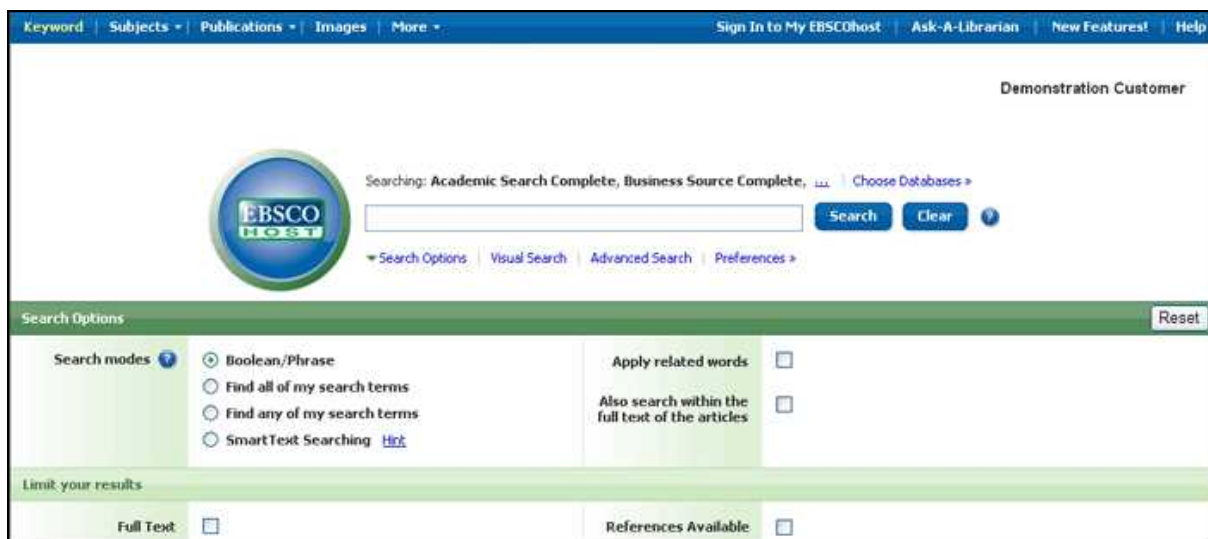 Keyword | Subjects | Publications | Images | More Sign In to My EBSCOhost | Ask-A-Librarian | New Features! | Help
Demonstration Customer
Searching: Academic Search Complete, Business Source Complete, ... | Choose Databases »
EBSCO
HOST
Search Clear ?
Search Options | Visual Search | Advanced Search | Preferences »
Search Options Reset
Search modes ? Boolean/Phrase
Find all of my search terms
Find any of my search terms
SmartText Searching Hint
Apply related words
Also search within the
full text of the articles
Limit your results
Full Text References Available